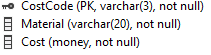 CostCode (PK, varchar(3), not null)
Material (varchar(20), not null)
Cost (money, not null)